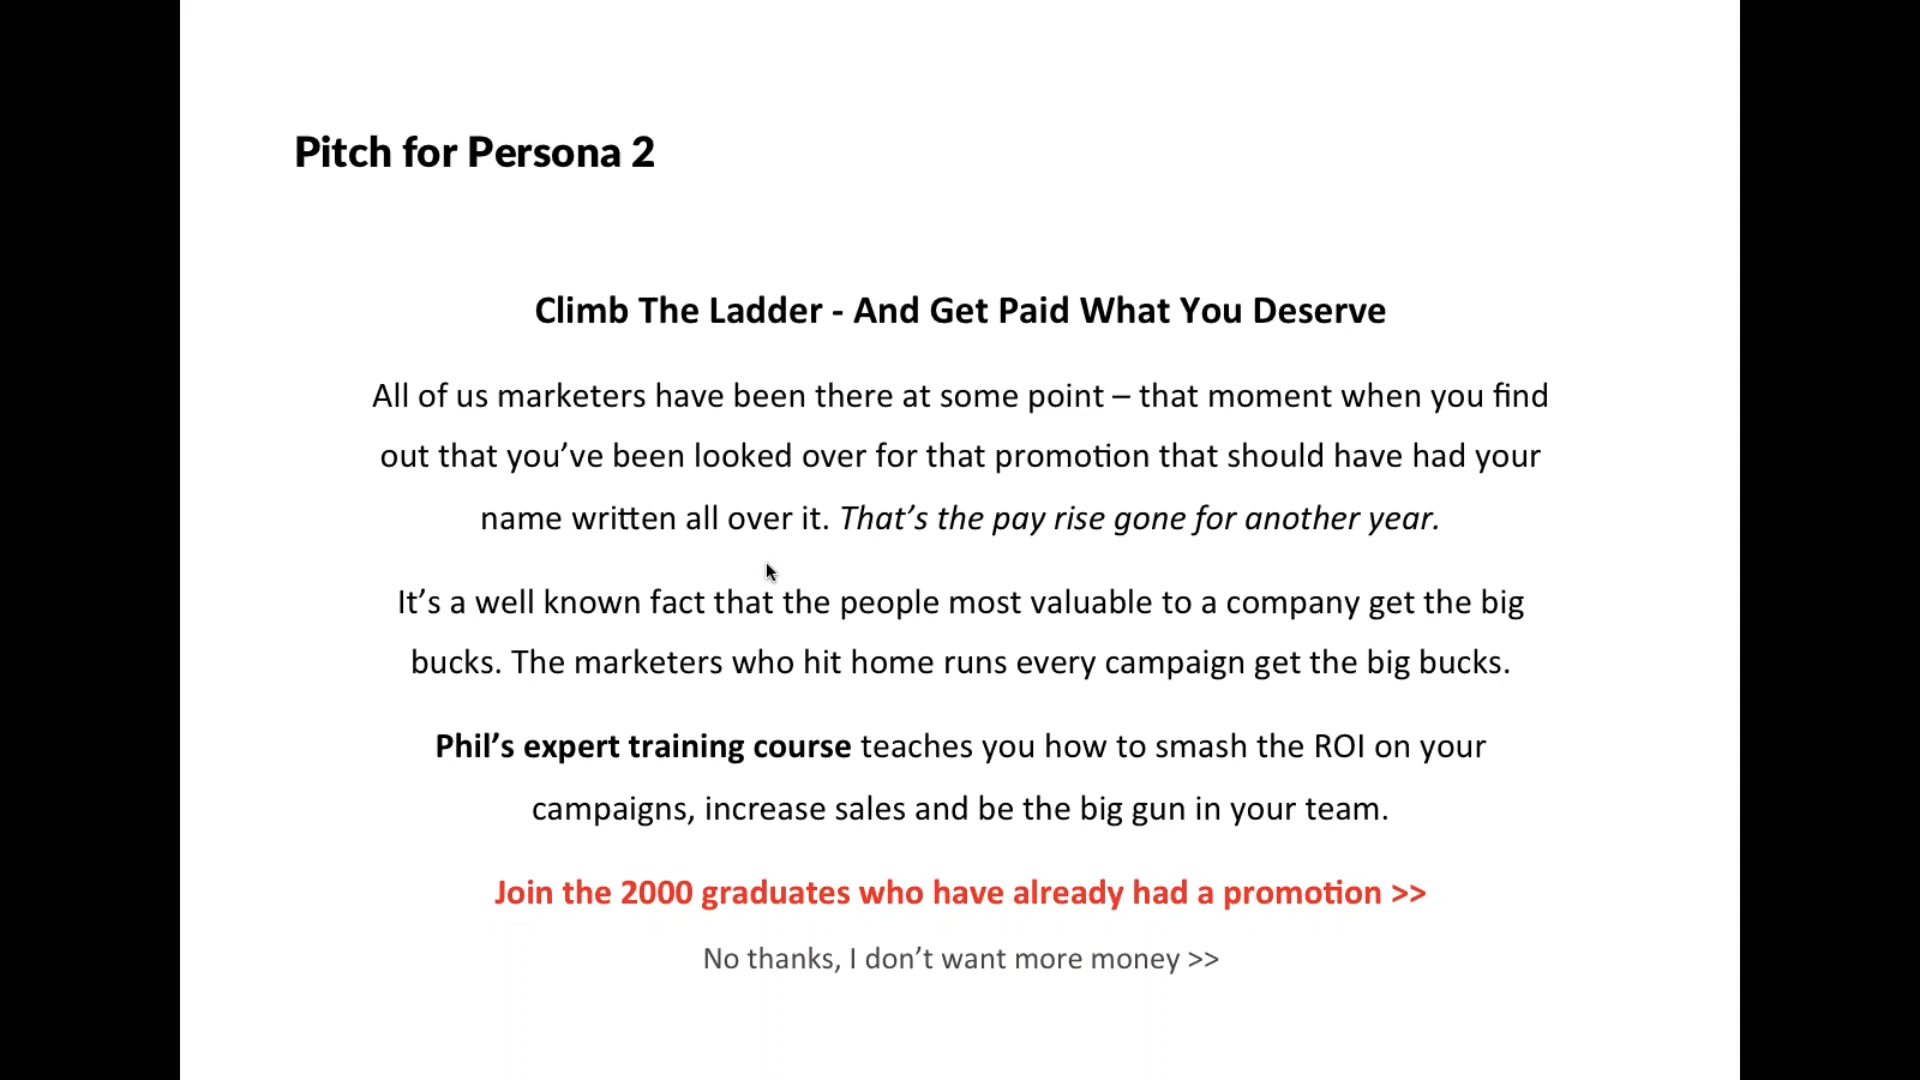 Pitch for Persona 2
Climb The Ladder - And Get Paid What You Deserve
All of us marketers have been there at some point – that moment when you find
out that you’ve been looked over for that promotion that should have had your
name written all over it. That’s the pay rise gone for another year.
It’s a well known fact that the people most valuable to a company get the big
bucks. The marketers who hit home runs every campaign get the big bucks.
Phil’s expert training course teaches you how to smash the ROI on your
campaigns, increase sales and be the big gun in your team.
Join the 2000 graduates who have already had a promotion >>
No thanks, I don’t want more money >>